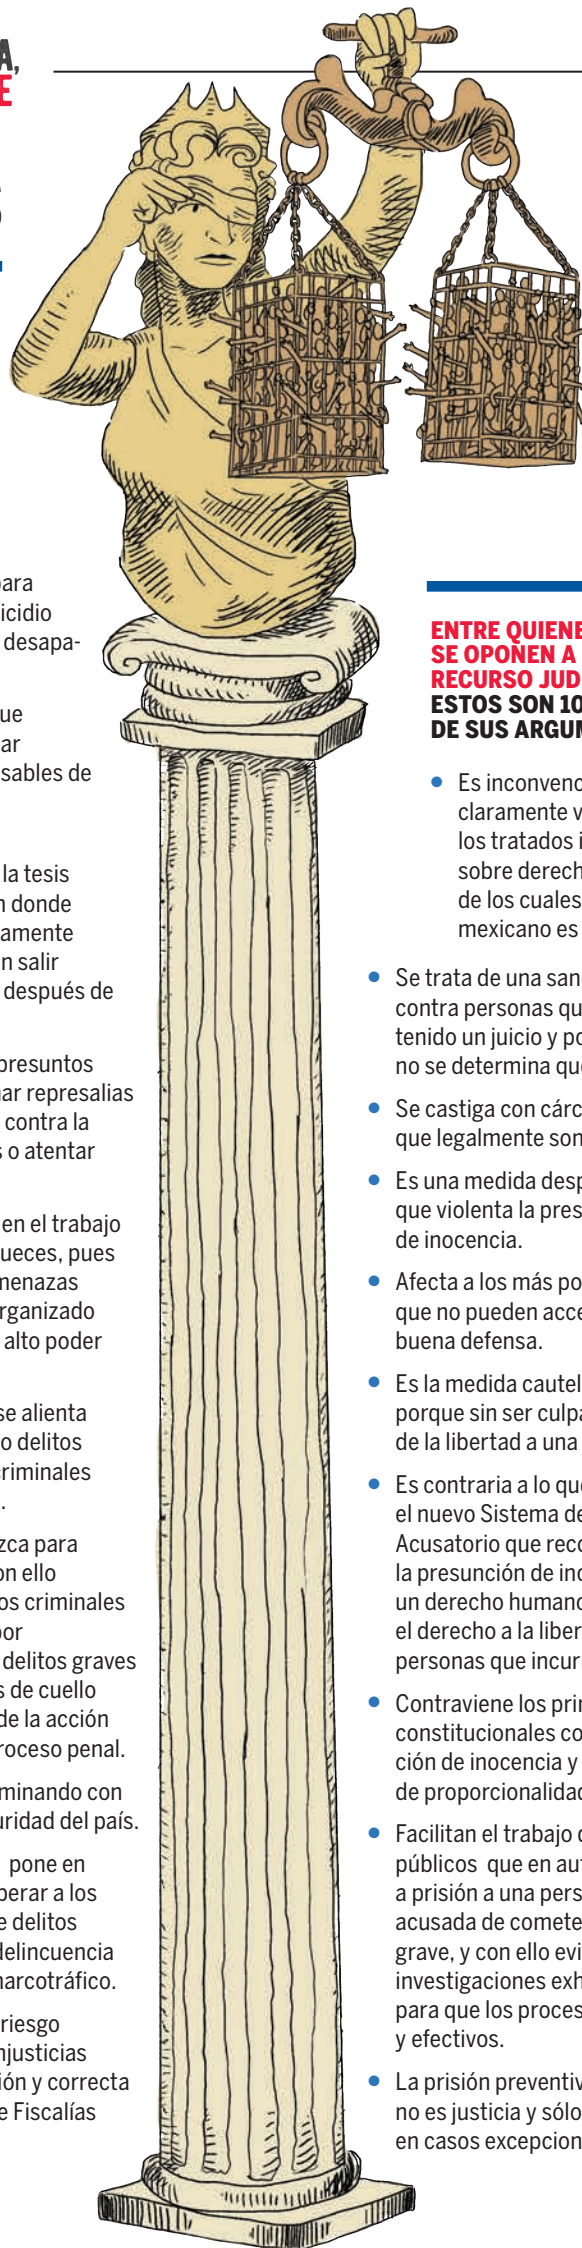 A,
E
S
para
icidio
desapa-
ue
ar
sables de
la tesis
n donde
amente
n salir
después de
presuntos
ar represalias
contra la
s o atentar
en el trabajo
ueces, pues
menazas
rganizado
alto poder
se alienta
o delitos
criminales
.
zca para
on ello
os criminales
por
delitos graves
s de cuello
de la acción
roceso penal.
minando con
uridad del país.
pone en
perar a los
e delitos
delincuencia
narcotráfico.
riesgo
njusticias
ión y correcta
e Fiscalías
ENTRE QUIENE
SE OPONEN A
RECURSO JUD
ESTOS SON 10
DE SUS ARGUM
• Es inconvenc
claramente v
los tratados i
sobre derech
de los cuales
mexicano es
• Se trata de una sanc
contra personas qu
tenido un juicio y po
no se determina que
• Se castiga con cárc
que legalmente son
• Es una medida desp
que violenta la pres
de inocencia.
• Afecta a los más po
que no pueden acce
buena defensa.
• Es la medida cautel
porque sin ser culpa
de la libertad a una
• Es contraria a lo que
el nuevo Sistema de
Acusatorio que reco
la presunción de ino
un derecho humano
el derecho a la liber
personas que incur
• Contraviene los prin
constitucionales co
ción de inocencia y
de proporcionalidad
• Facilitan el trabajo d
públicos que en aut
a prisión a una pers
acusada de comete
grave, y con ello evi
investigaciones exh
para que los proces
y efectivos.
• La prisión preventiv
no es justicia y sólo
en casos excepcion